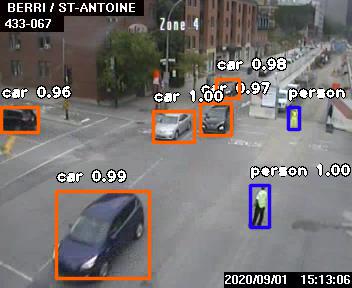 BERRI / ST-ANTOINE
433-067
Zone 4
car 0.98
car 0.96
car 1.00
car 0.97
person
person 1.00
car 0.99
2020/09/01 15:13:06